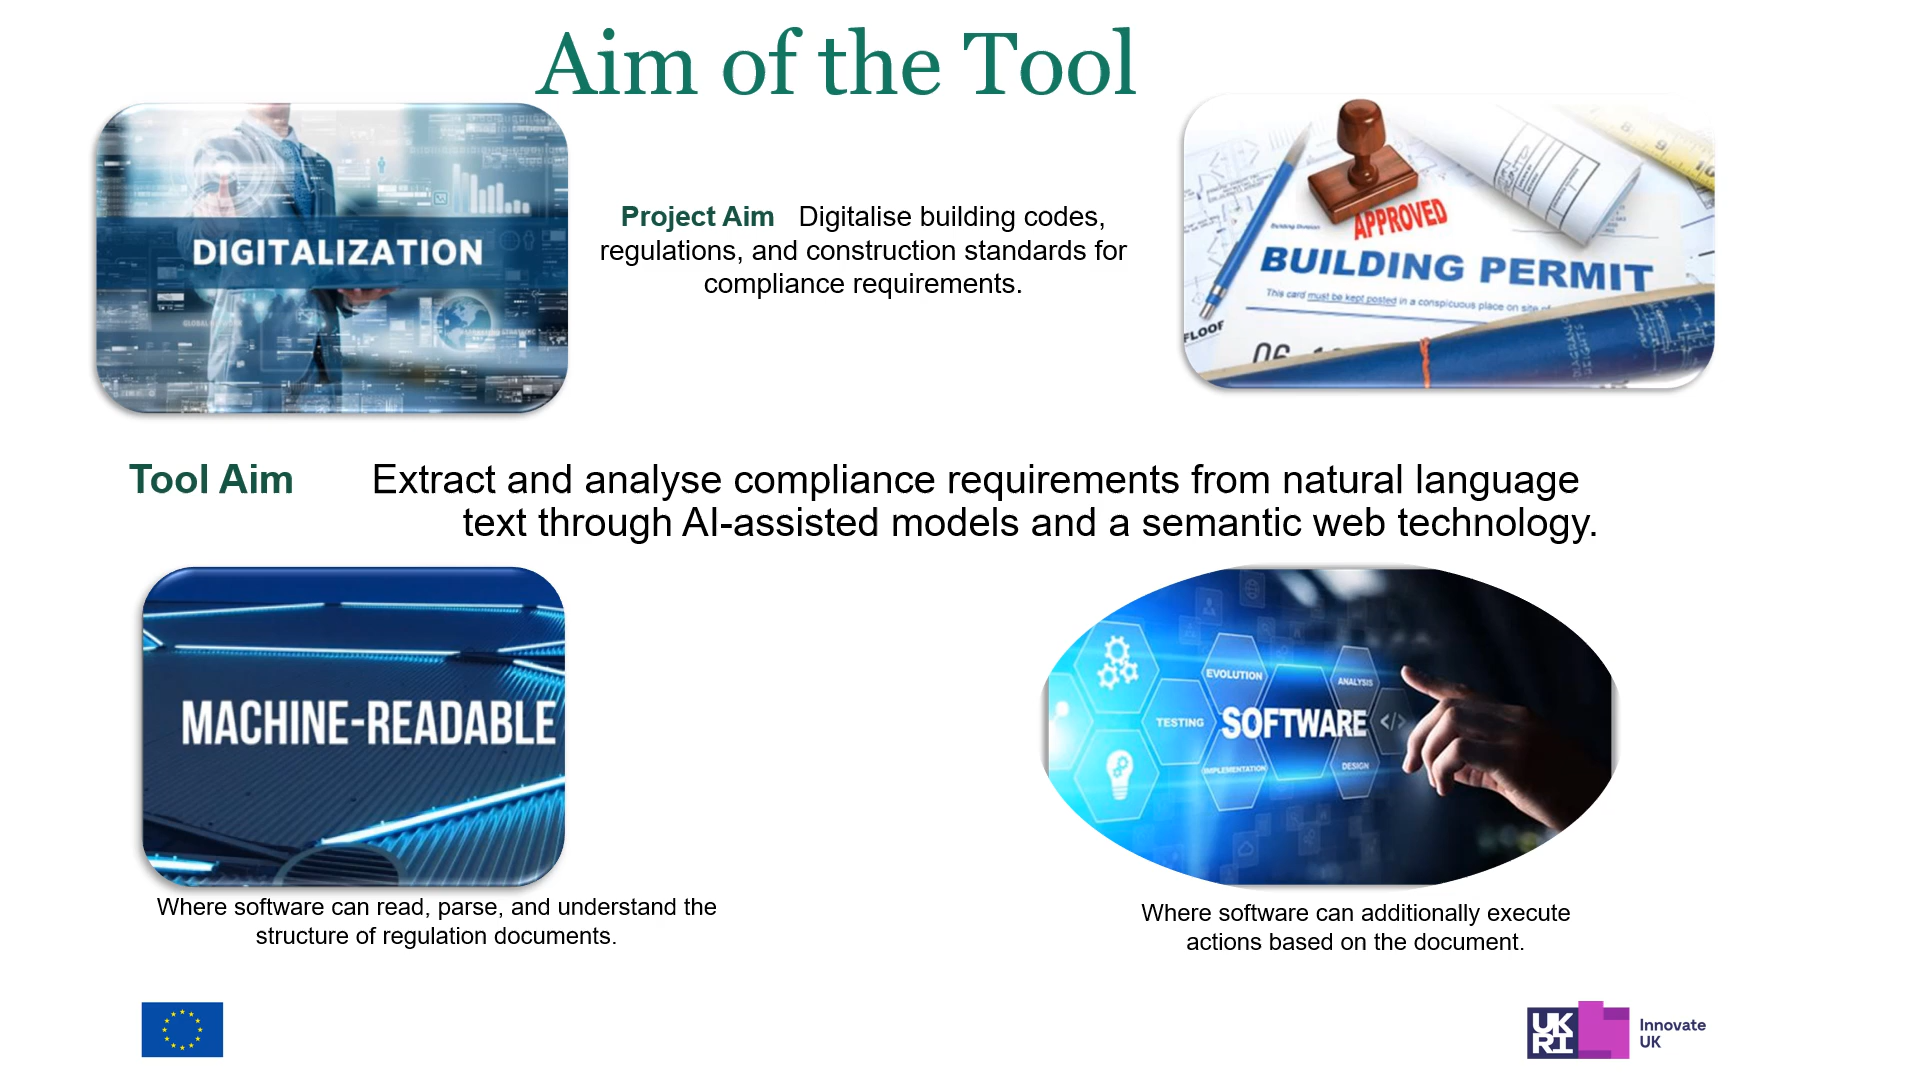 Aim of the Tool
DIGITALIZATION
Project Aim Digitalise building codes,
regulations, and construction standards for
compliance requirements.
APPROVED
Building Division
BUILDING PERMIT
This card must be kept posted in a conspicuous place on site of
FLOOR
06
Tool Aim Extract and analyse compliance requirements from natural language
text through AI-assisted models and a semantic web technology.
MACHINE-READABLE
EVOLUTION
ANALYSIS
TESTING
SOFTWARE
</>
IMPLEMENTATION
DESIGN
Where software can read, parse, and understand the
structure of regulation documents.
Where software can additionally execute
actions based on the document.
UK
RI
Innovate
UK